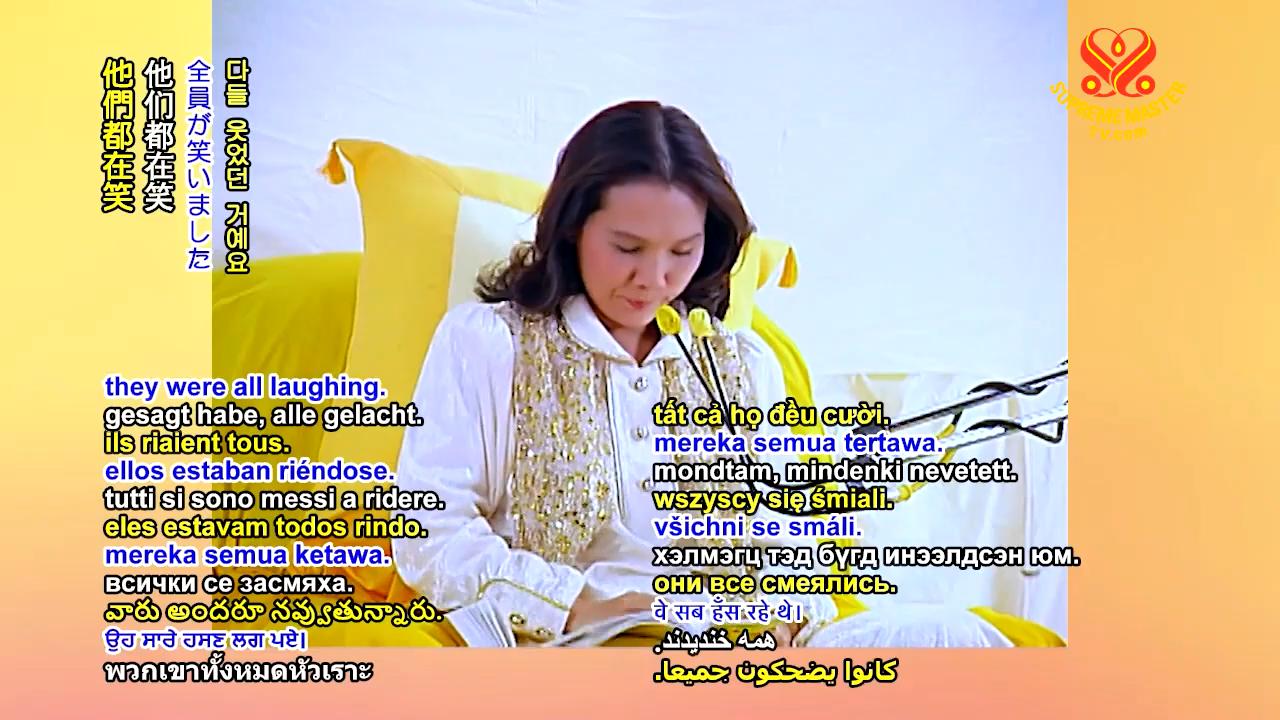 他們都在笑
他们都在笑
全員が笑いました
다들 웃었던 거예요
SUPREME MASTER
TV.com
they were all laughing.
gesagt habe, alle gelacht.
ils riaient tous.
ellos estaban riéndose.
tutti si sono messi a ridere.
eles estavam todos rindo.
mereka semua ketawa.
всички се засмяха.
వారు అందరూ నవ్వుతున్నారు.
ਉਹ ਸਾਰੇ ਹਸਣ ਲਗ ਪਏ।
พวกเขาทั้งหมดหัวเราะ
tất cả họ đều cười.
mereka semua tertawa.
mondtam, mindenki nevetett.
wszyscy się śmiali.
všichni se smáli.
хэлмэгц тэд бүгд инээлдсэн юм.
они все смеялись.
वे सब हँस रहे थे।
همه خندیدند.
كانوا يضحكون جميعا.